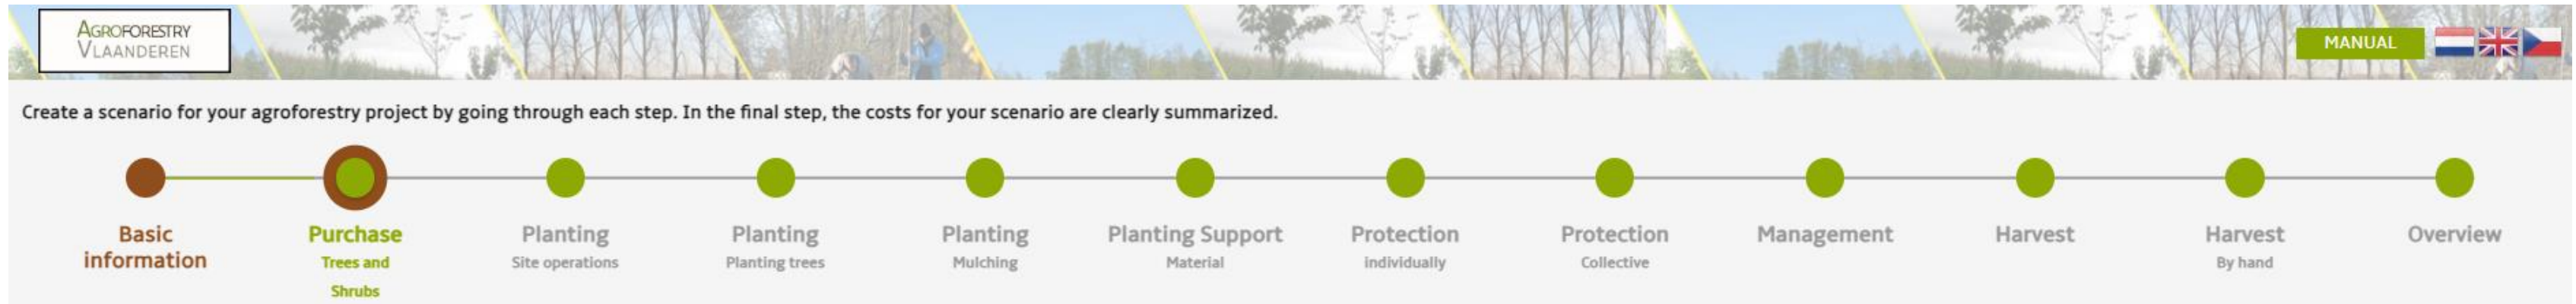 AGROFORESTRY
VLAANDEREN
MANUAL
Create a scenario for your agroforestry project by going through each step. In the final step, the costs for your scenario are clearly summarized.
Basic
information
Purchase
Trees and
Shrubs
Planting
Site operations
Planting
Planting trees
Planting
Mulching
Planting Support
Material
Protection
individually
Protection
Collective
Management
Harvest
Harvest
By hand
Overview